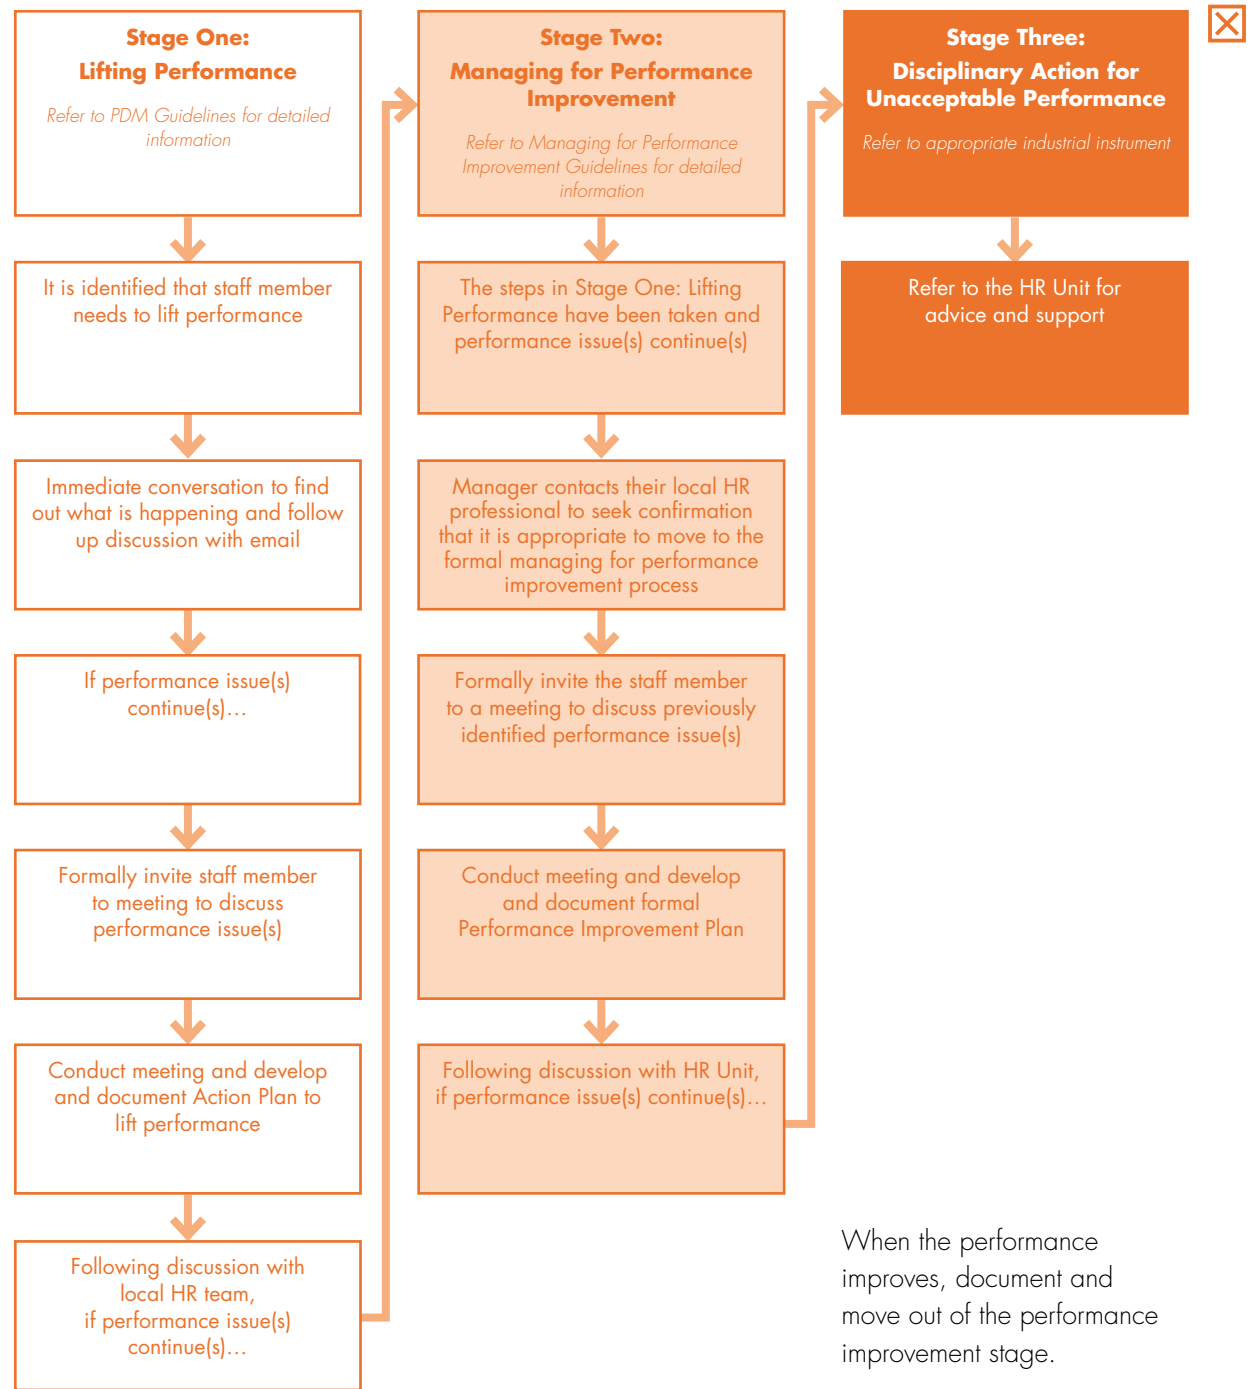 Stage One:
Lifting Performance
Refer to PDM Guidelines for detailed
information
It is identified that staff member
needs to lift performance
Immediate conversation to find
out what is happening and follow
up discussion with email
If performance issue(s)
continue(s)…
Formally invite staff member
to meeting to discuss
performance issue(s)
Conduct meeting and develop
and document Action Plan to
lift performance
Following discussion with
local HR team,
if performance issue(s)
continue(s)…
Stage Two:
Managing for Performance
Improvement
Refer to Managing for Performance
Improvement Guidelines for detailed
information
The steps in Stage One: Lifting
Performance have been taken and
performance issue(s) continue(s)
Manager contacts their local HR
professional to seek confirmation
that it is appropriate to move to the
formal managing for performance
improvement process
Formally invite the staff member
to a meeting to discuss previously
identified performance issue(s)
Conduct meeting and develop
and document formal
Performance Improvement Plan
Following discussion with HR Unit,
if performance issue(s) continue(s)…
Stage Three:
Disciplinary Action for
Unacceptable Performance
Refer to appropriate industrial instrument
Refer to the HR Unit for
advice and support
When the performance
improves, document and
move out of the performance
improvement stage.